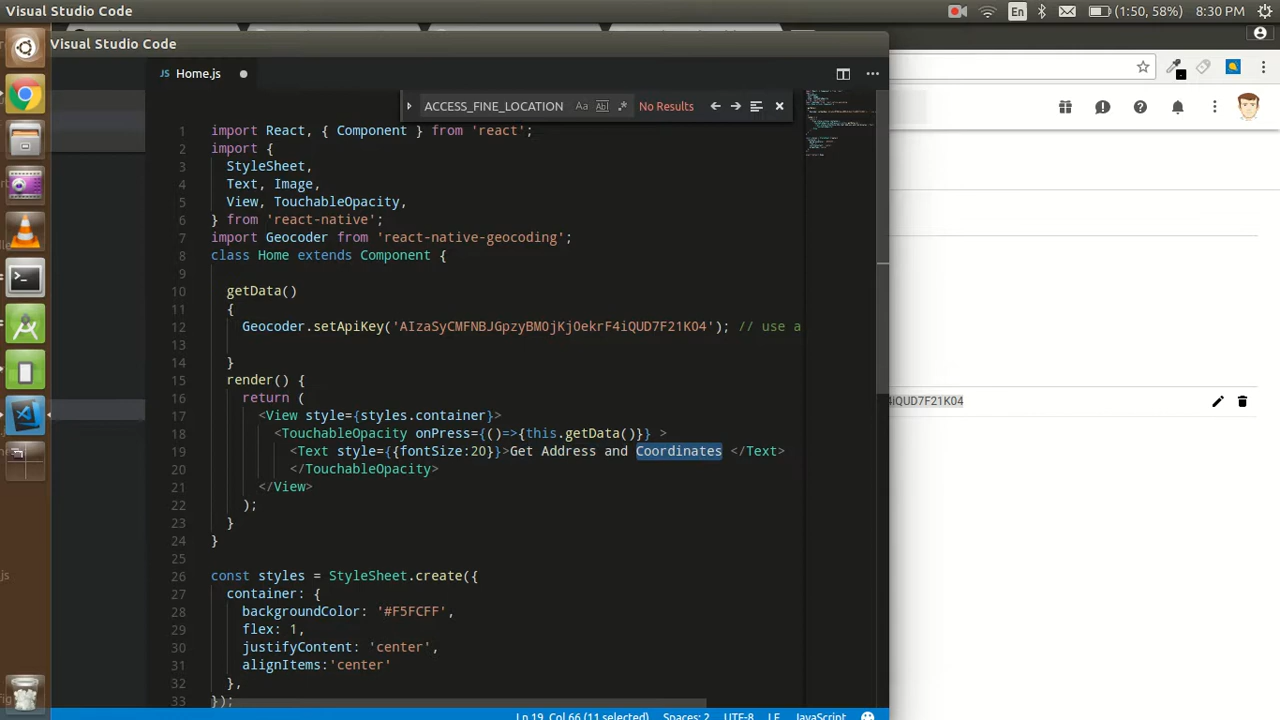 Visual Studio Code
En
(1:50, 58%)
8:30 PM
Visual Studio Code
JS Home.js
ACCESS_FINE_LOCATION
Aa
No Results
1 import React, { Component } from 'react';
2 import {
3 StyleSheet,
4 Text, Image,
5 View, TouchableOpacity,
6 } from 'react-native';
7 import Geocoder from 'react-native-geocoding';
8 class Home extends Component {
9
10 getData()
11 {
12 Geocoder.setApiKey('AIzaSyCMFNBJGpzyBMOjKjOekrF4iQUD7F21K04'); // use a
13
14 }
15 render() {
16 return (
17 <View style={styles.container}>
18 <TouchableOpacity onPress={()=>{this.getData()}} >
19 <Text style={{fontSize:20}}>Get Address and Coordinates </Text>
20 </TouchableOpacity>
21 </View>
22 );
23 }
24 }
25
26 const styles = StyleSheet.create({
27 container: {
28 backgroundColor: '#F5FCFF',
29 flex: 1,
30 justifyContent: 'center',
31 alignItems:'center'
32 },
33 });
4iQUD7F21K04
Ln 19, Col 66 (11 selected)
Spaces: 2
UTF-8
LF
JavaScript